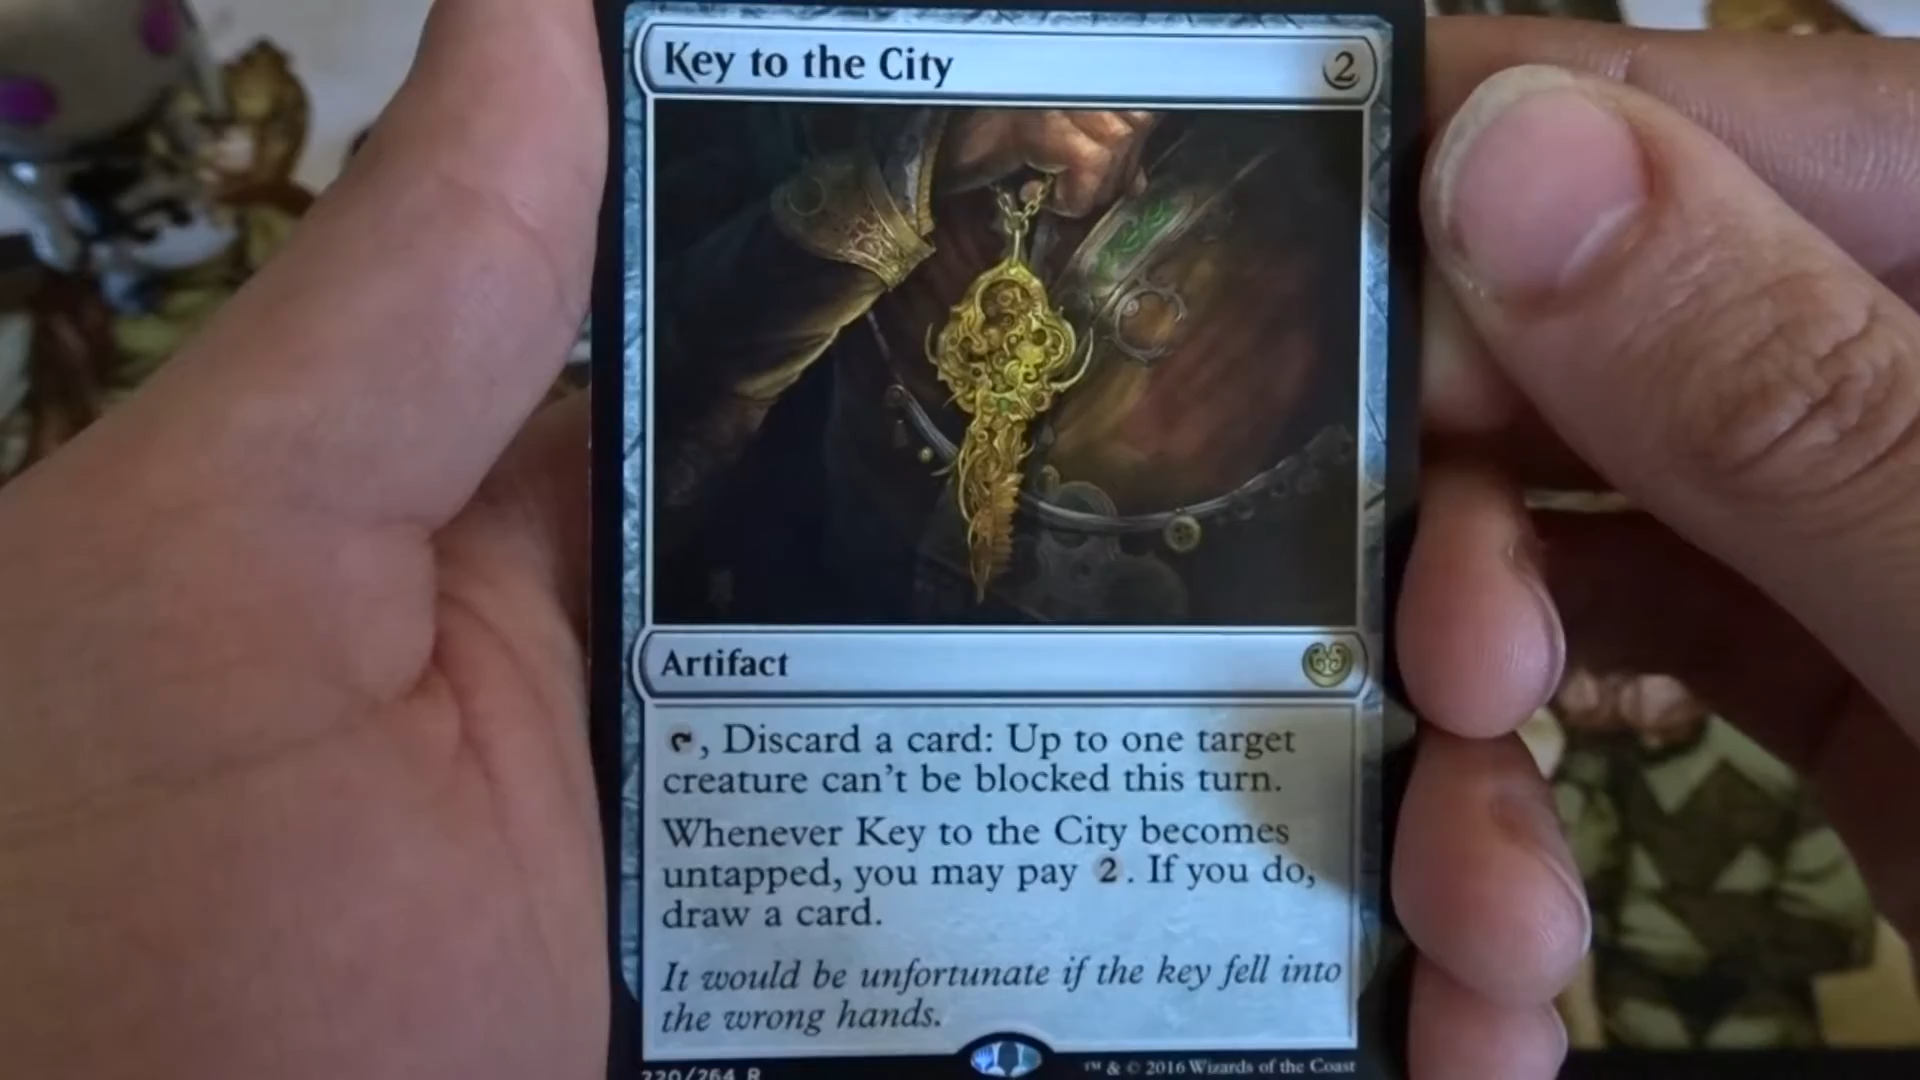 Key to the City 2
Artifact
, Discard a card: Up to one target
creature can't be blocked this turn.
Whenever Key to the City becomes
untapped, you may pay 2. If you do,
draw a card.
It would be unfortunate if the key fell into
the wrong hands.
220/264 R
™ & © 2016 Wizards of the Coast